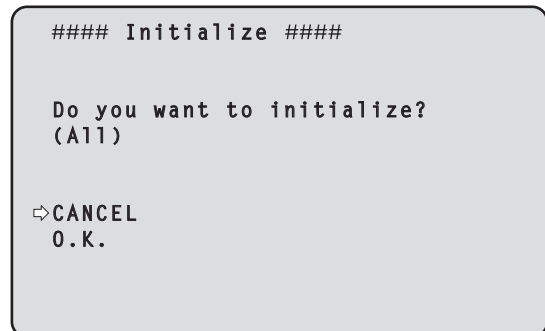 #### Initialize ####
Do you want to initialize?
(All)
⇨CANCEL
O.K.